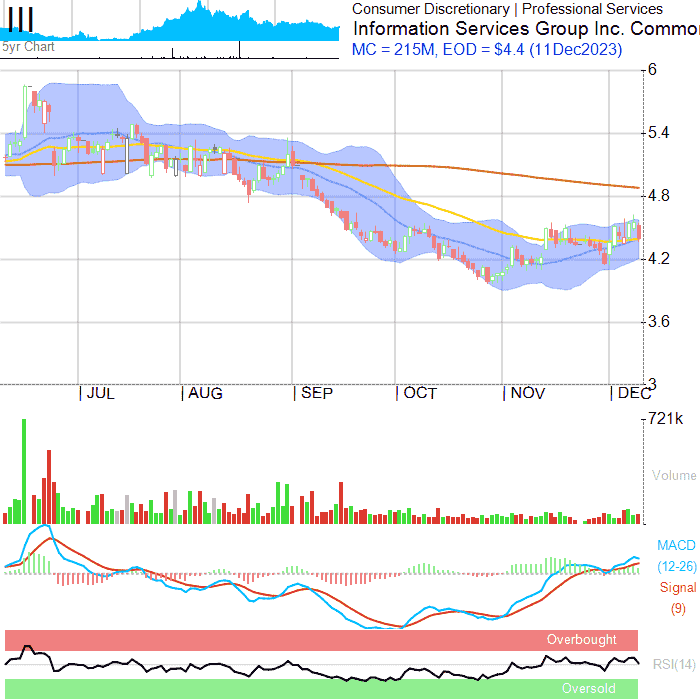 III
5yr Chart
Consumer Discretionary | Professional Services
Information Services Group Inc. Commo
MC = 215M, EOD = $4.4 (11Dec2023)
6
5.4
4.8
4.2
3.6
3
| JUL | AUG | SEP | OCT | NOV | DEC
721k
Volume
MACD
(12-26)
Signal
(9)
Overbought
RSI(14)
Oversold